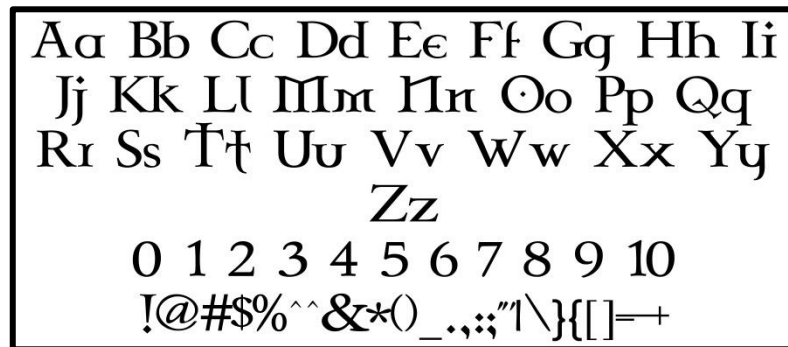 Aa Bb Cc Dd Ee Ff Gg Hh Ii
Jj Kk Ll Mm Nn Oo Pp Qq
Rr Ss Tt Uu Vv Ww Xx Yy
Zz
0 1 2 3 4 5 6 7 8 9 10
!@#$%^^&*()_.,:;"'1\}{[]=-+